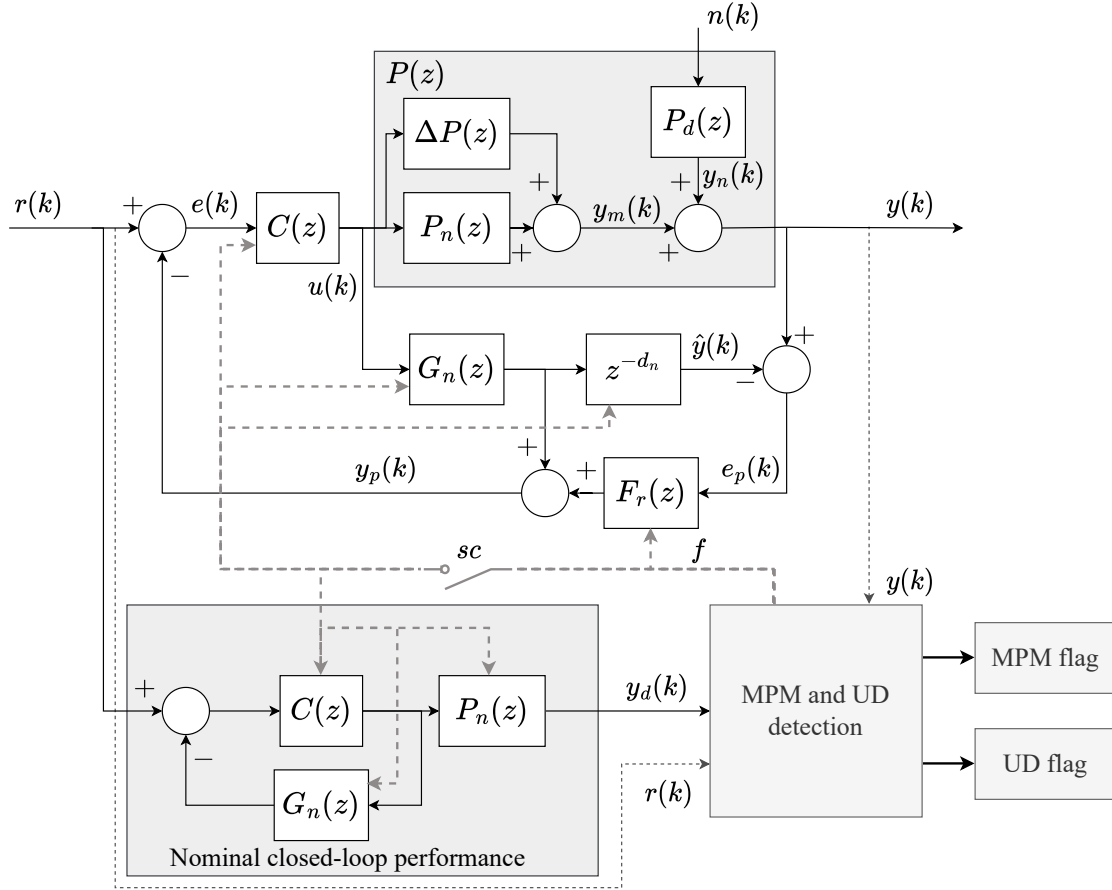 n(k)
P(z)
ΔP(z)
P_d(z)
+
+
y_n(k)
r(k)
+
e(k)
C(z)
P_n(z)
y_m(k)
y(k)
+
+
−
u(k)
G_n(z)
z^{-d_n}
ŷ(k)
+
−
+
y_p(k)
+
F_r(z)
e_p(k)
sc
f
y(k)
+
C(z)
P_n(z)
y_d(k)
MPM and UD
detection
MPM flag
−
G_n(z)
r(k)
UD flag
Nominal closed-loop performance